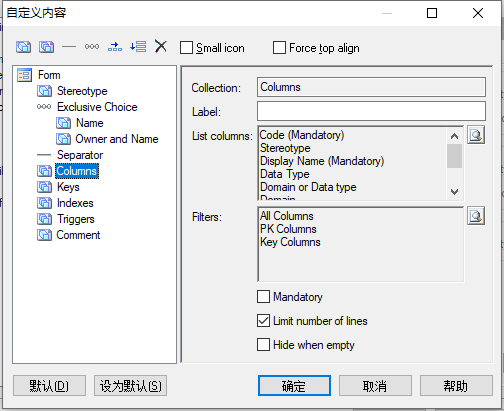 自定义内容
Small icon
Force top align
Form
Stereotype
Exclusive Choice
Name
Owner and Name
Separator
Columns
Keys
Indexes
Triggers
Comment
Collection:
Columns
Label:
List columns:
Code (Mandatory)
Stereotype
Display Name (Mandatory)
Data Type
Domain or Data type
Domain
Filters:
All Columns
PK Columns
Key Columns
Mandatory
Limit number of lines
Hide when empty
默认(D)
设为默认(S)
确定
取消
帮助